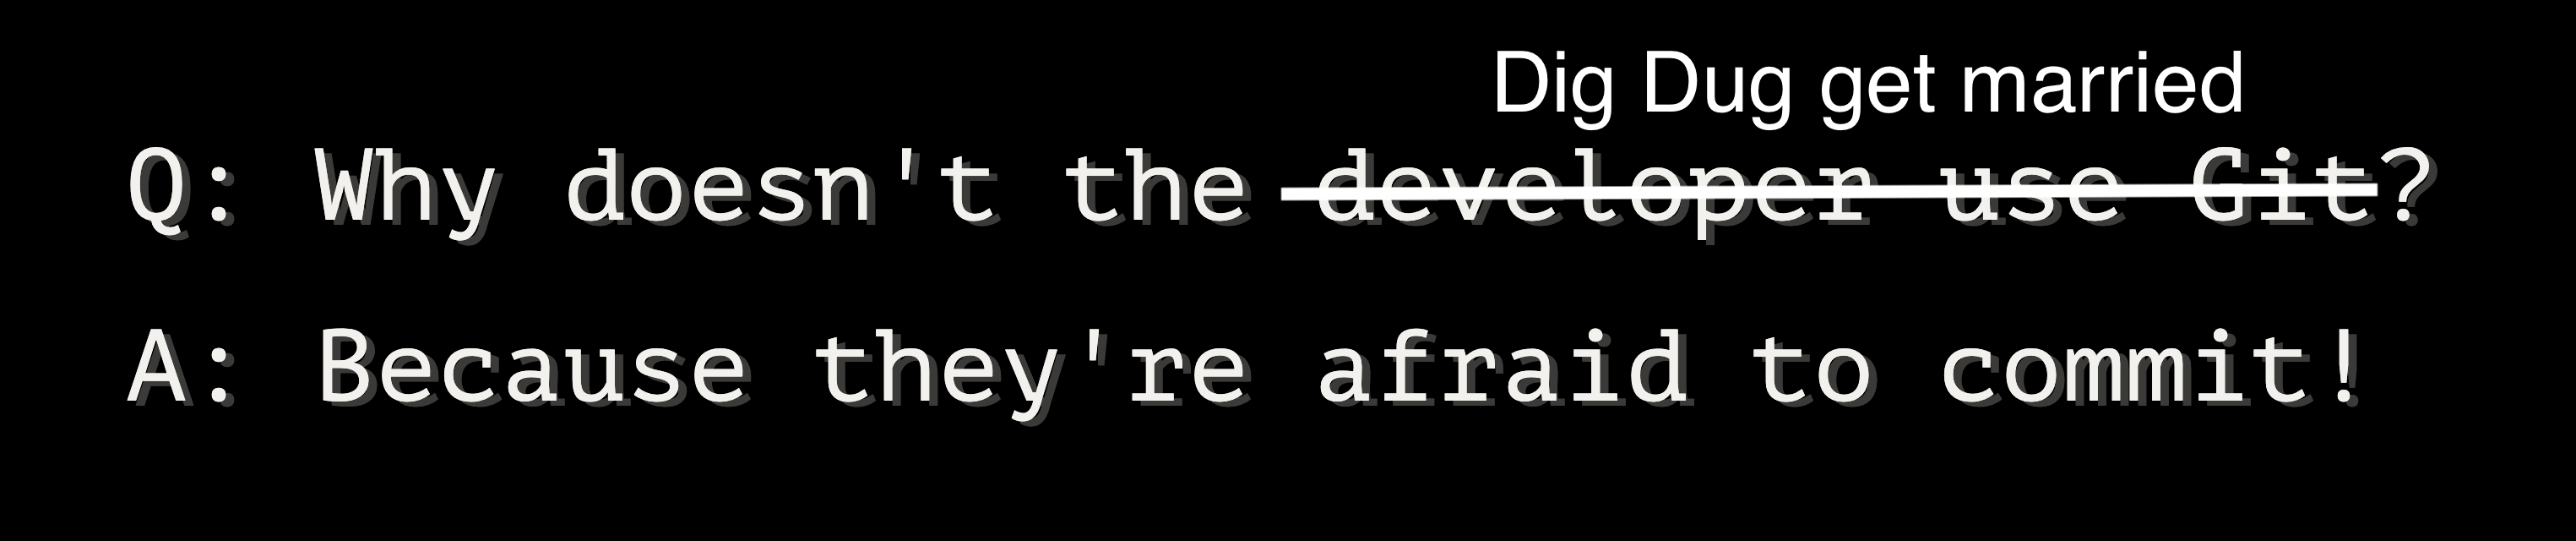 Dig Dug get married
Q: Why doesn't the developer use Git?
A: Because they're afraid to commit!